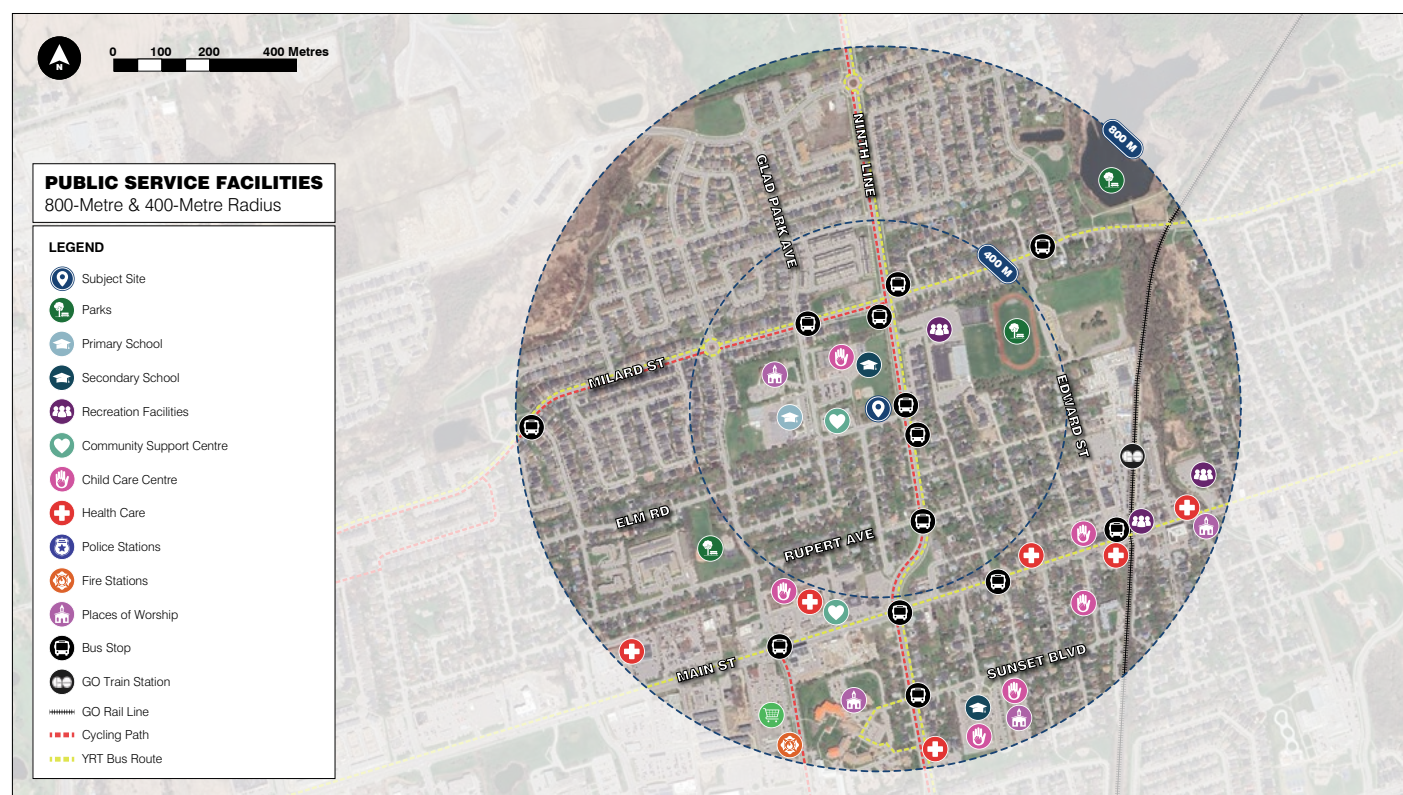 0 100 200 400 Metres
N
PUBLIC SERVICE FACILITIES
800-Metre & 400-Metre Radius
LEGEND
Subject Site
Parks
Primary School
Secondary School
Recreation Facilities
Community Support Centre
Child Care Centre
Health Care
Police Stations
Fire Stations
Places of Worship
Bus Stop
GO Train Station
GO Rail Line
Cycling Path
YRT Bus Route
800 M
NINTH LINE
GLAD PARK AVE
400 M
MILARD ST
EDWARD ST
ELM RD
RUPERT AVE
MAIN ST
SUNSET BLVD